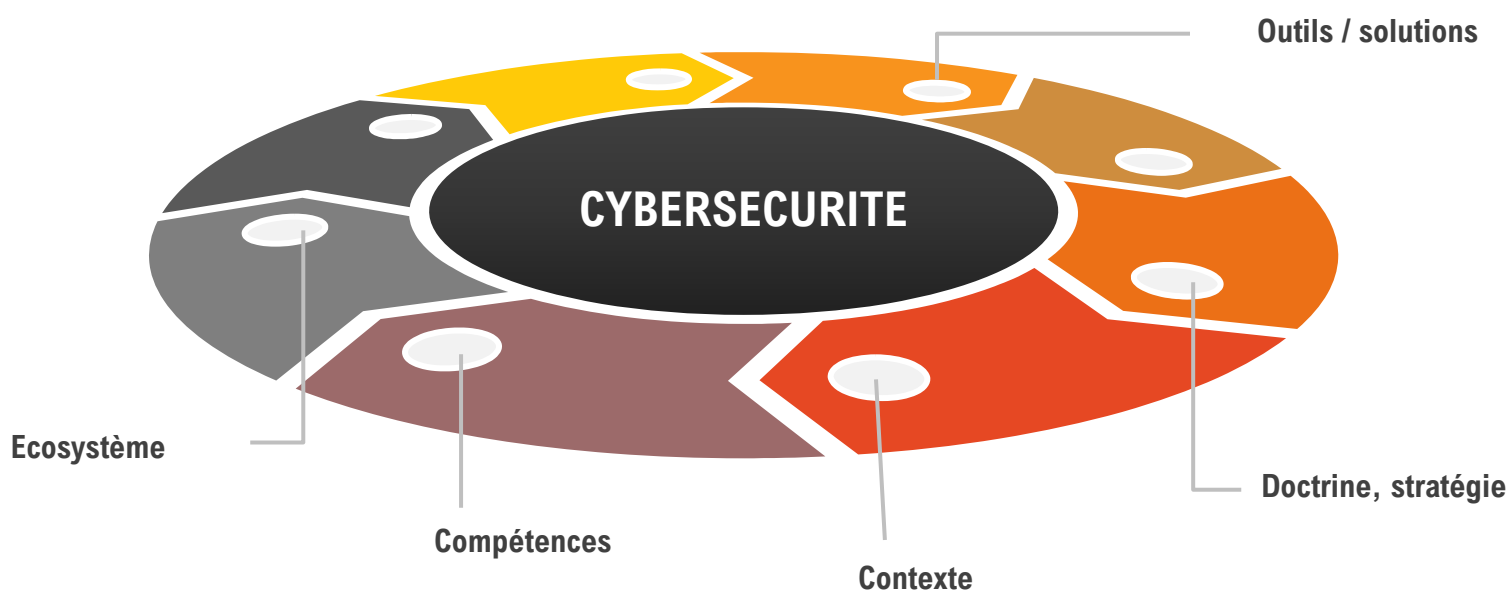 Outils / solutions
CYBERSECURITE
Ecosystème
Doctrine, stratégie
Compétences
Contexte